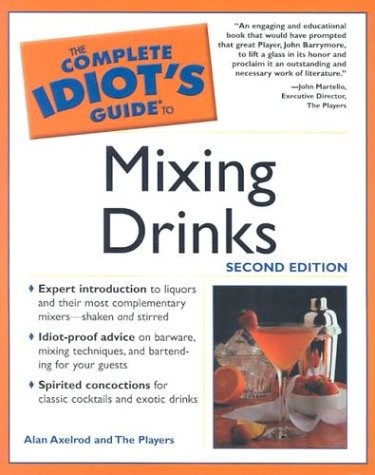 THE
COMPLETE
IDIOT'S
GUIDE® TO
"An engaging and educational
book that would have prompted
that great Player, John Barrymore,
to lift a glass in its honor and
proclaim it an outstanding and
necessary work of literature."
—John Martello,
Executive Director,
The Players
Mixing
Drinks
SECOND EDITION
♦ Expert introduction to liquors
and their most complementary
mixers—shaken and stirred
♦ Idiot-proof advice on barware,
mixing techniques, and bartend-
ing for your guests
♦ Spirited concoctions for
classic cocktails and exotic drinks
Alan Axelrod and The Players